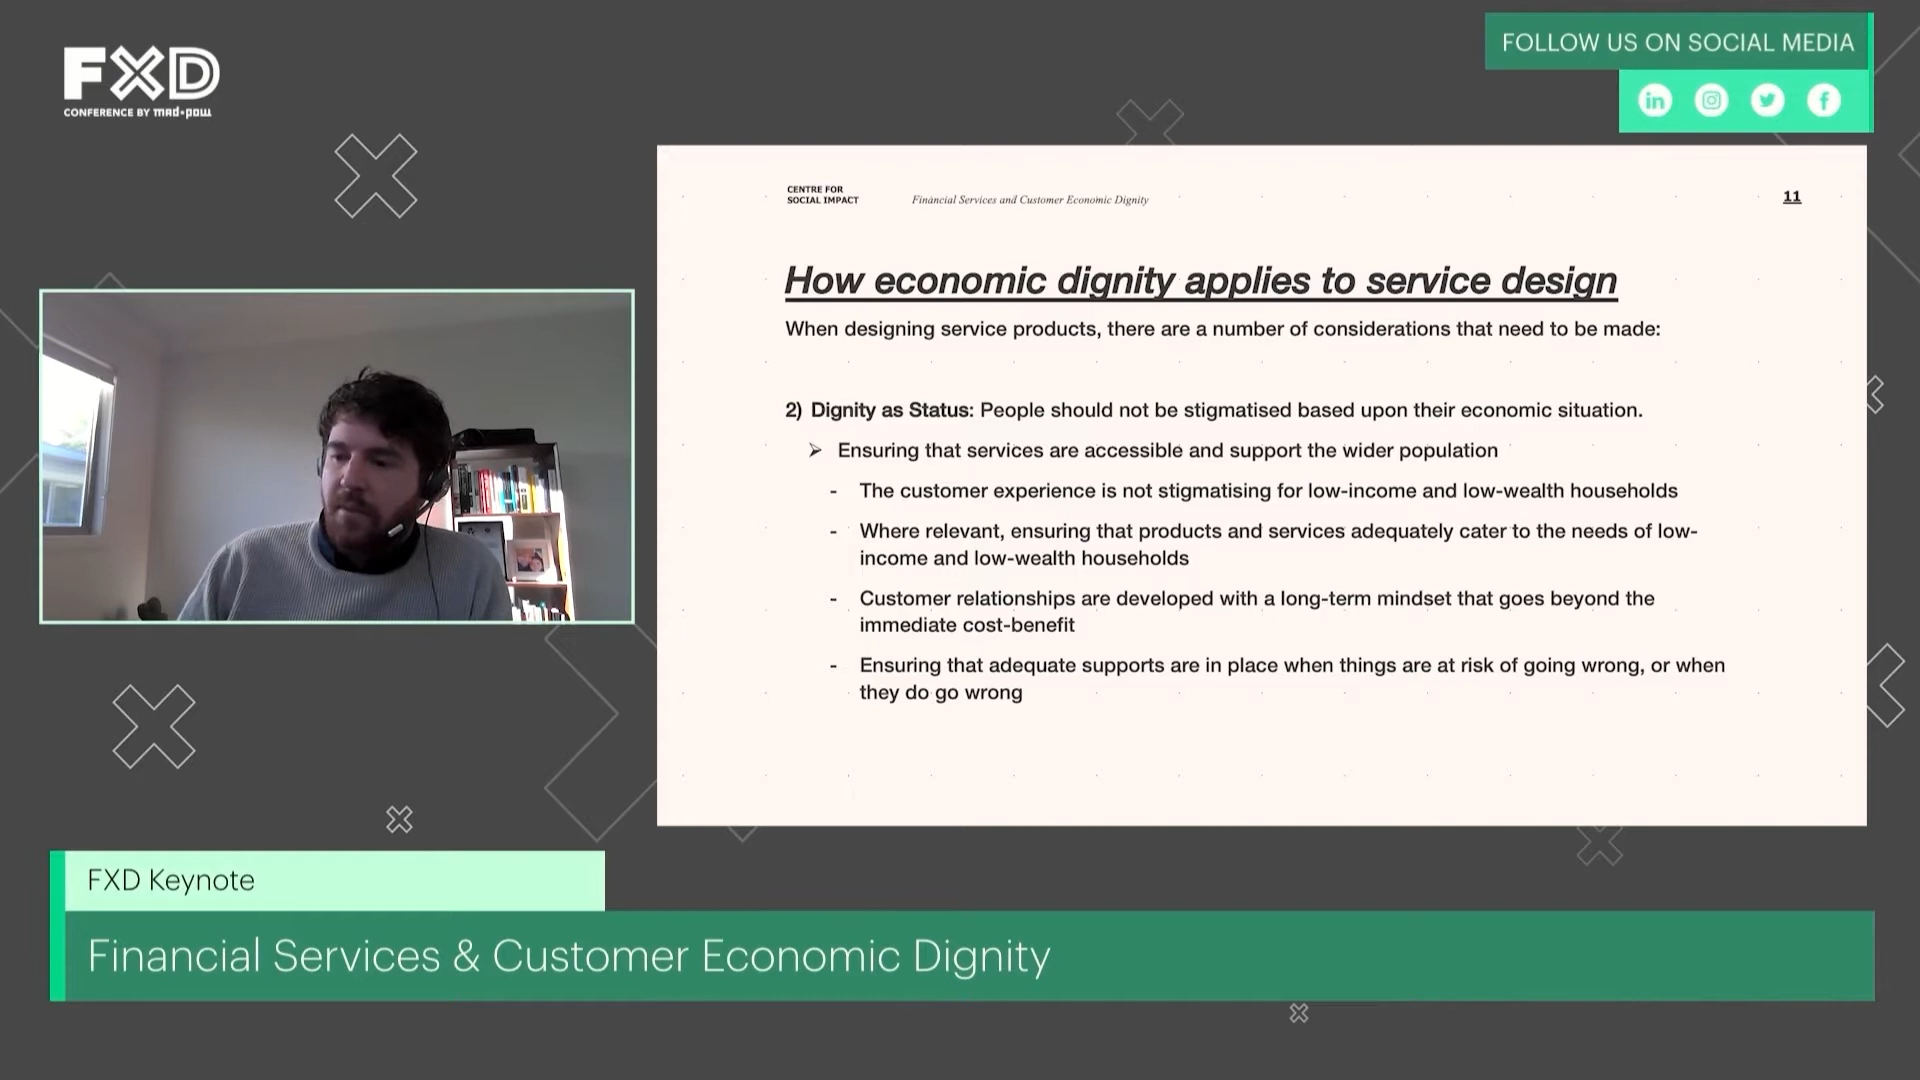 FXD
CONFERENCE BY mad*pow
FOLLOW US ON SOCIAL MEDIA
in
f
CENTRE FOR
SOCIAL IMPACT
Financial Services and Customer Economic Dignity
11
How economic dignity applies to service design
When designing service products, there are a number of considerations that need to be made:
2) Dignity as Status: People should not be stigmatised based upon their economic situation.
➢ Ensuring that services are accessible and support the wider population
- The customer experience is not stigmatising for low-income and low-wealth households
- Where relevant, ensuring that products and services adequately cater to the needs of low-
income and low-wealth households
- Customer relationships are developed with a long-term mindset that goes beyond the
immediate cost-benefit
- Ensuring that adequate supports are in place when things are at risk of going wrong, or when
they do go wrong
FXD Keynote
Financial Services & Customer Economic Dignity